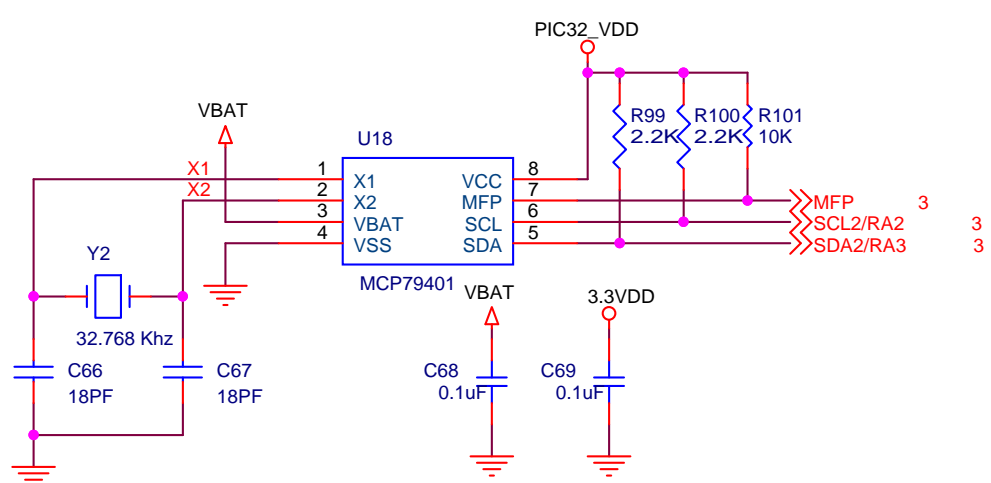 PIC32_VDD
VBAT
R99 R100 R101
2.2K 2.2K 10K
U18
X1 1 X1 VCC 8
X2 2 X2 MFP 7 MFP 3
3 VBAT SCL 6 SCL2/RA2 3
4 VSS SDA 5 SDA2/RA3 3
Y2
MCP79401
VBAT 3.3VDD
32.768 Khz
C66 C67 C68 C69
18PF 18PF 0.1uF 0.1uF